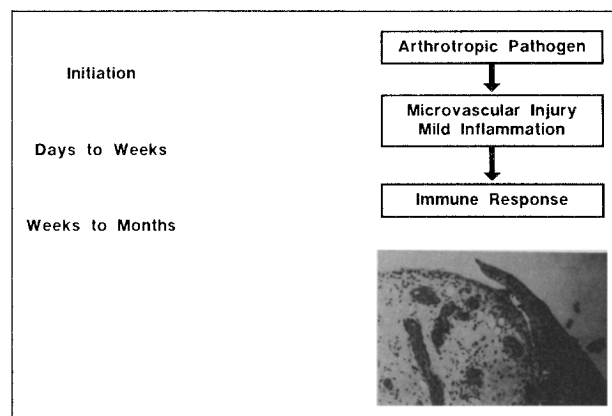 Arthrotropic Pathogen
Initiation
Microvascular Injury
Mild Inflammation
Days to Weeks
Immune Response
Weeks to Months